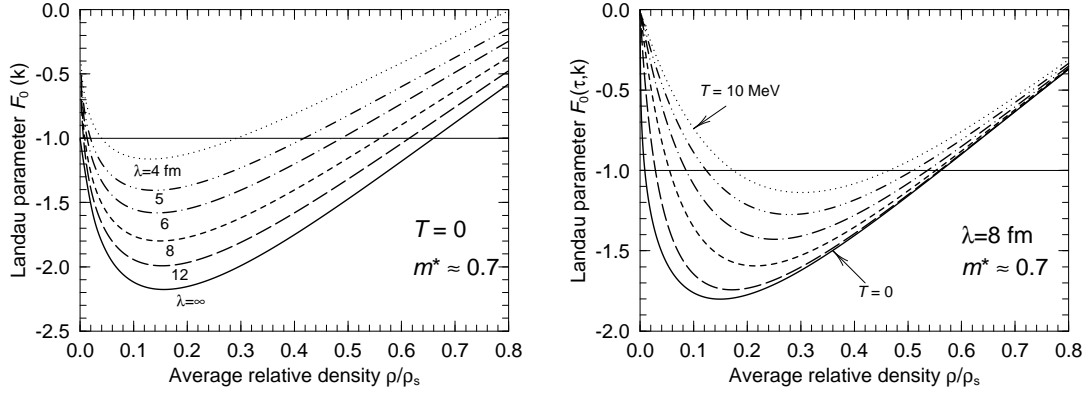 0.0
-0.5
-1.0
-1.5
-2.0
-2.5
Landau parameter F₀ (k)
λ=4 fm
5
6
8
12
λ=∞
T = 0
m* ≈ 0.7
0.0 0.1 0.2 0.3 0.4 0.5 0.6 0.7 0.8
Average relative density ρ/ρₛ
0.0
-0.5
-1.0
-1.5
-2.0
Landau parameter F₀(τ,k)
T = 10 MeV
λ=8 fm
m* ≈ 0.7
T = 0
0.0 0.1 0.2 0.3 0.4 0.5 0.6 0.7 0.8
Average relative density ρ/ρₛ